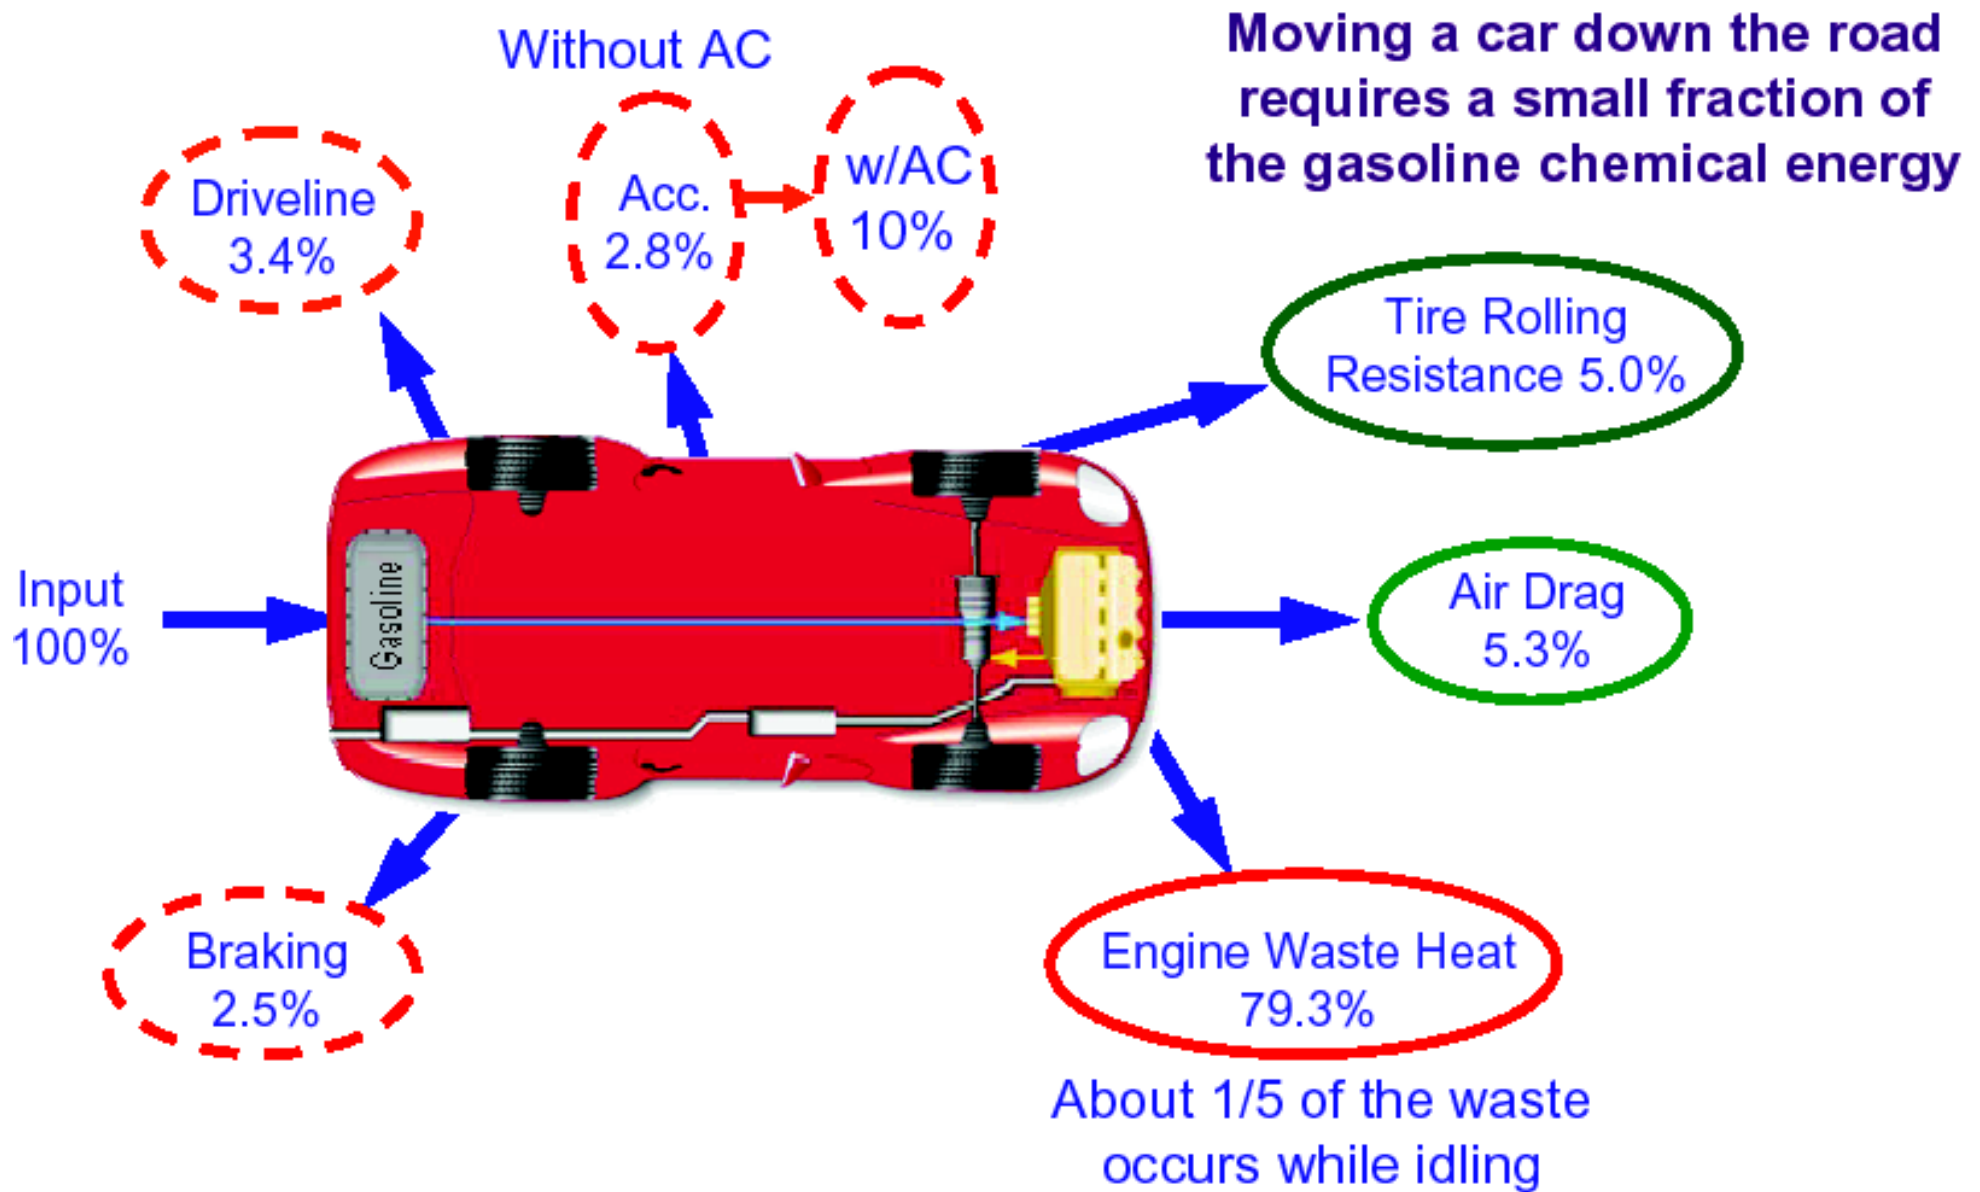 Without AC
Moving a car down the road
requires a small fraction of
the gasoline chemical energy
Driveline
3.4%
Acc.
2.8%
w/AC
10%
Tire Rolling
Resistance 5.0%
Input
100%
Gasoline
Air Drag
5.3%
Braking
2.5%
Engine Waste Heat
79.3%
About 1/5 of the waste
occurs while idling